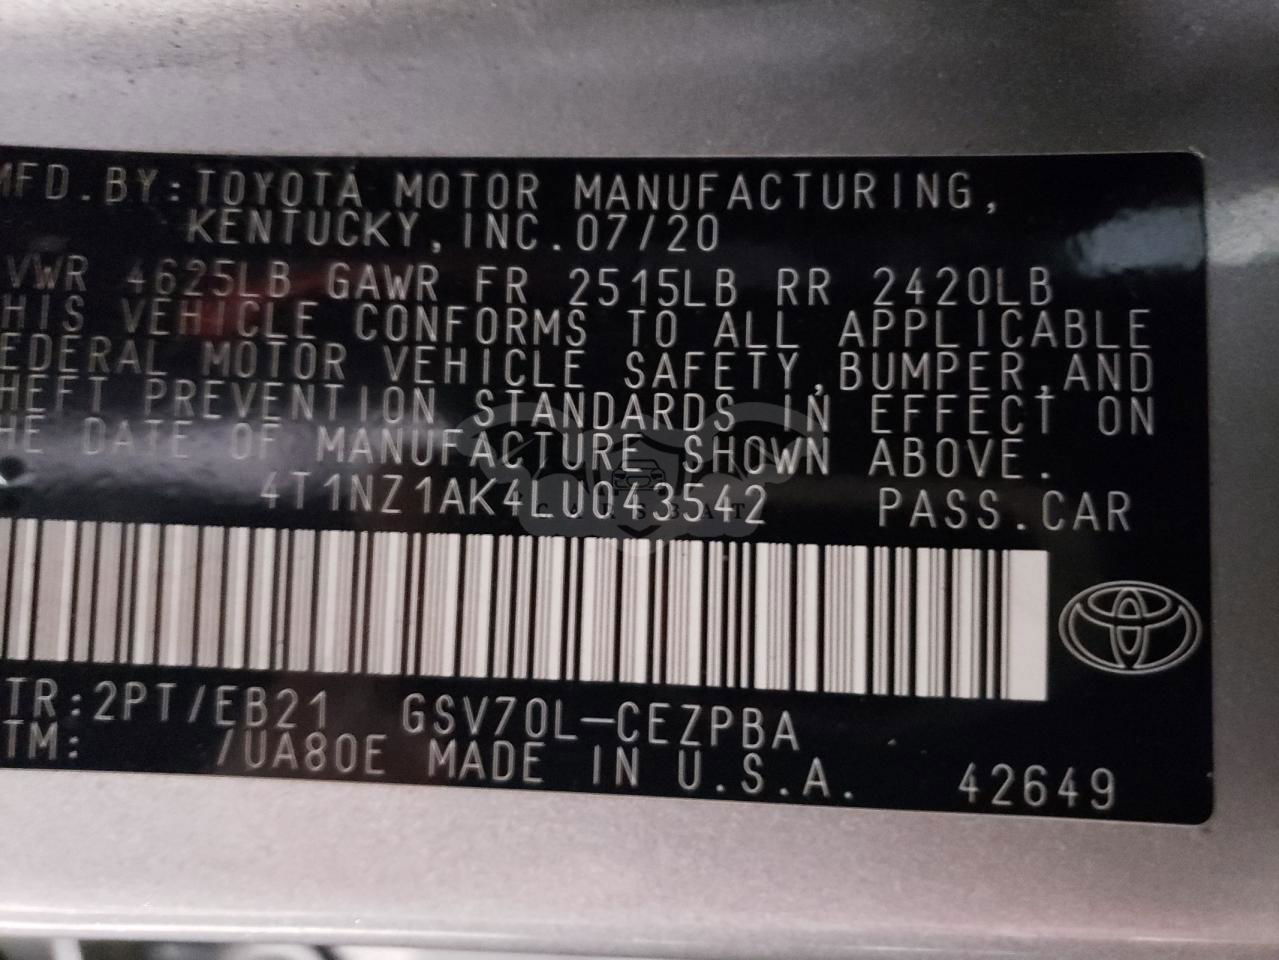 MFD.BY:TOYOTA MOTOR MANUFACTURING,
KENTUCKY,INC.07/20
VWR 4625LB GAWR FR 2515LB RR 2420LB
HIS VEHICLE CONFORMS TO ALL APPLICABLE
EDERAL MOTOR VEHICLE SAFETY,BUMPER,AND
HEFT PREVENTION STANDARDS IN EFFECT ON
HE DATE OF MANUFACTURE SHOWN ABOVE.
4T1NZ1AK4LU043542 PASS.CAR
CARSBAT
TR:2PT/EB21 GSV70L-CEZPBA
TM: /UA80E MADE IN U.S.A. 42649